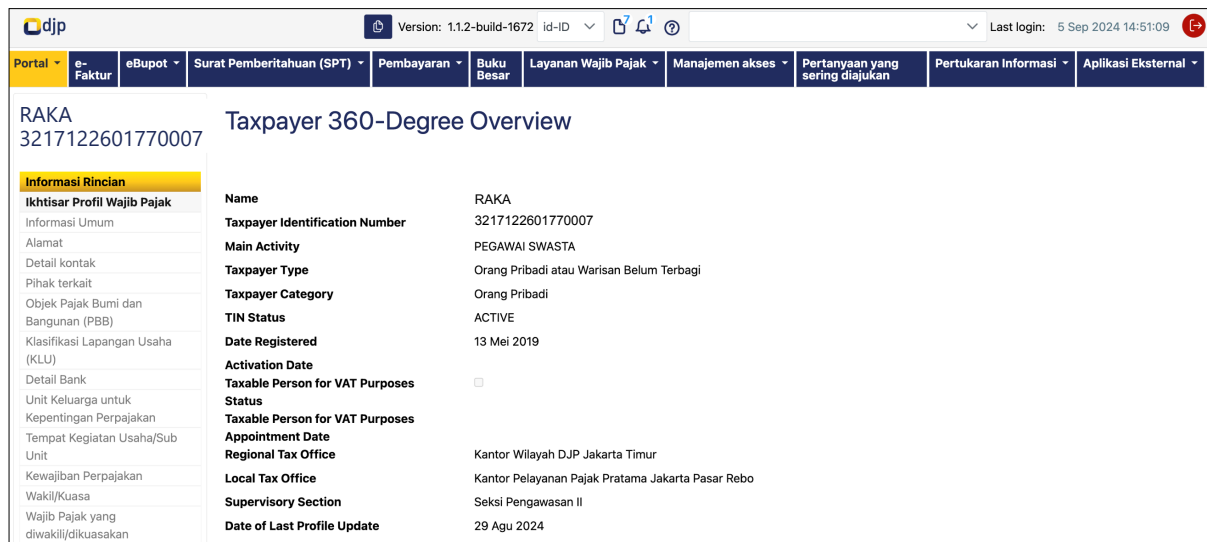 djp
Version: 1.1.2-build-1672 id-ID 7 1 Last login: 5 Sep 2024 14:51:09
Portal e-Faktur eBupot Surat Pemberitahuan (SPT) Pembayaran Buku Besar Layanan Wajib Pajak Manajemen akses Pertanyaan yang sering diajukan Pertukaran Informasi Aplikasi Eksternal
RAKA
3217122601770007
Informasi Rincian
Ikhtisar Profil Wajib Pajak
Informasi Umum
Alamat
Detail kontak
Pihak terkait
Objek Pajak Bumi dan
Bangunan (PBB)
Klasifikasi Lapangan Usaha
(KLU)
Detail Bank
Unit Keluarga untuk
Kepentingan Perpajakan
Tempat Kegiatan Usaha/Sub
Unit
Kewajiban Perpajakan
Wakil/Kuasa
Wajib Pajak yang
diwakili/dikuasakan
Taxpayer 360-Degree Overview
Name RAKA
Taxpayer Identification Number 3217122601770007
Main Activity PEGAWAI SWASTA
Taxpayer Type Orang Pribadi atau Warisan Belum Terbagi
Taxpayer Category Orang Pribadi
TIN Status ACTIVE
Date Registered 13 Mei 2019
Activation Date
Taxable Person for VAT Purposes
Status
Taxable Person for VAT Purposes
Appointment Date
Regional Tax Office Kantor Wilayah DJP Jakarta Timur
Local Tax Office Kantor Pelayanan Pajak Pratama Jakarta Pasar Rebo
Supervisory Section Seksi Pengawasan II
Date of Last Profile Update 29 Agu 2024